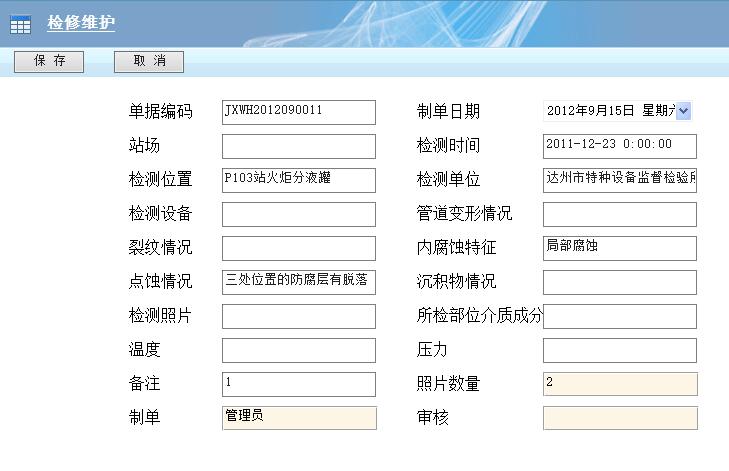 检修维护
保 存 取 消
单据编码 JXWH2012090011 制单日期 2012年9月15日 星期六
站场 检测时间 2011-12-23 0:00:00
检测位置 P103站火炬分液罐 检测单位 达州市特种设备监督检验所
检测设备 管道变形情况
裂纹情况 内腐蚀特征 局部腐蚀
点蚀情况 三处位置的防腐层有脱落 沉积物情况
检测照片 所检部位介质成分
温度 压力
备注 1 照片数量 2
制单 管理员 审核